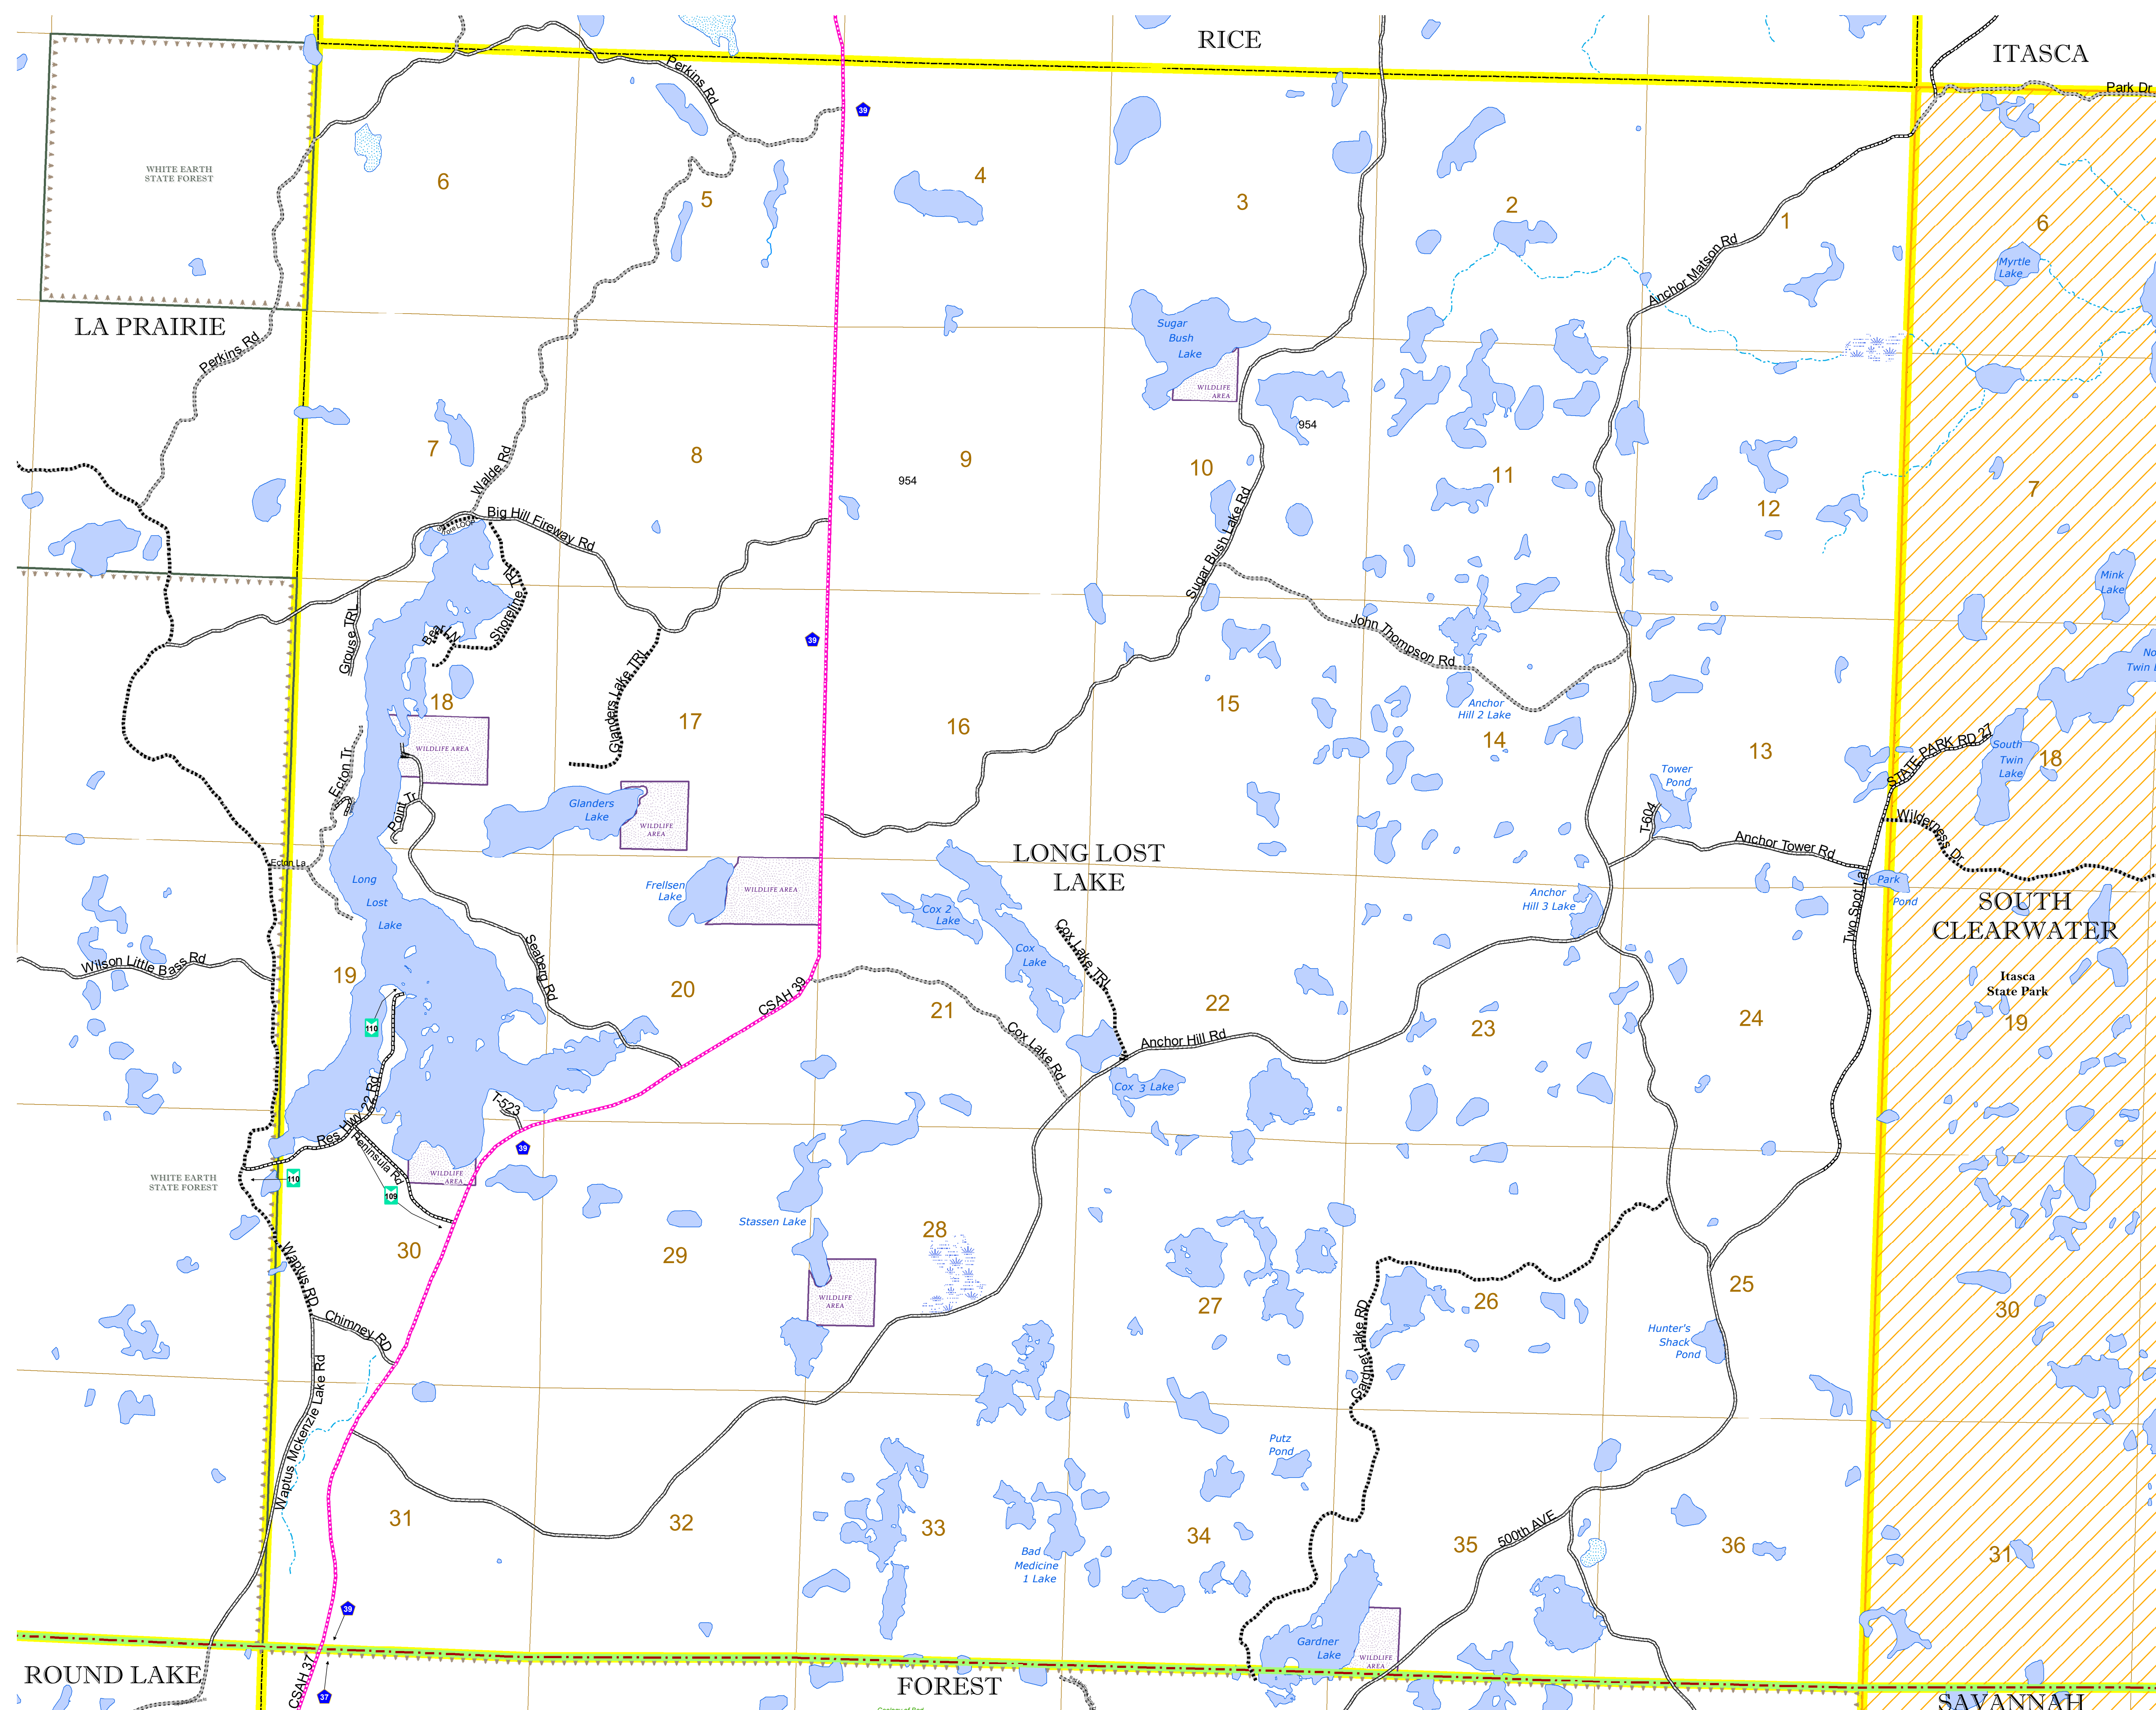 RICE
ITASCA
Park Dr
Perkins Rd
39
WHITE EARTH
STATE FOREST
6
5
4
3
2
1
6
Myrtle
Lake
Anchor Matson Rd
LA PRAIRIE
Perkins Rd
Sugar
Bush
Lake
WILDLIFE
AREA
954
7
8
9
10
11
12
7
954
Walde Rd
Big Hill Fireway Rd
Sugar Bush Lake Rd
Mink
Lake
Shoreline TRL
Grouse TRL
Bear LN
39
John Thompson Rd
Glanders Lake TRL
18
17
16
15
Anchor
Hill 2 Lake
14
13
18
WILDLIFE AREA
STATE PARK RD 27
South
Twin
Lake
Ecton Tr
Point Tr
Glanders
Lake
WILDLIFE
AREA
Tower
Pond
T-604
Anchor Tower Rd
Wilderness Dr
LONG LOST
LAKE
Ecton La
Long
Lost
Lake
Frellsen
Lake
WILDLIFE AREA
Cox 2
Lake
Anchor
Hill 3 Lake
Park
Pond
Two Spot La
SOUTH
CLEARWATER
Cox Lake TRL
Cox
Lake
Wilson Little Bass Rd
Seaberg Rd
Itasca
State Park
19
20
CSAH 39
21
22
23
24
19
110
Cox Lake Rd
Anchor Hill Rd
Cox 3 Lake
Res Hwy 22 Rd
T-523
Peninsula Rd
39
WILDLIFE
AREA
WHITE EARTH
STATE FOREST
110
109
Stassen Lake
28
30
29
WILDLIFE
AREA
27
26
25
30
Waptus RD
Chimney RD
Gardner Lake RD
Hunter's
Shack
Pond
Waptus Mckenzie Lake Rd
Putz
Pond
31
32
33
34
35
36
31
500th AVE
Bad
Medicine
1 Lake
39
Gardner
Lake
WILDLIFE
AREA
ROUND LAKE
CSAH 37
37
FOREST
SAVANNAH